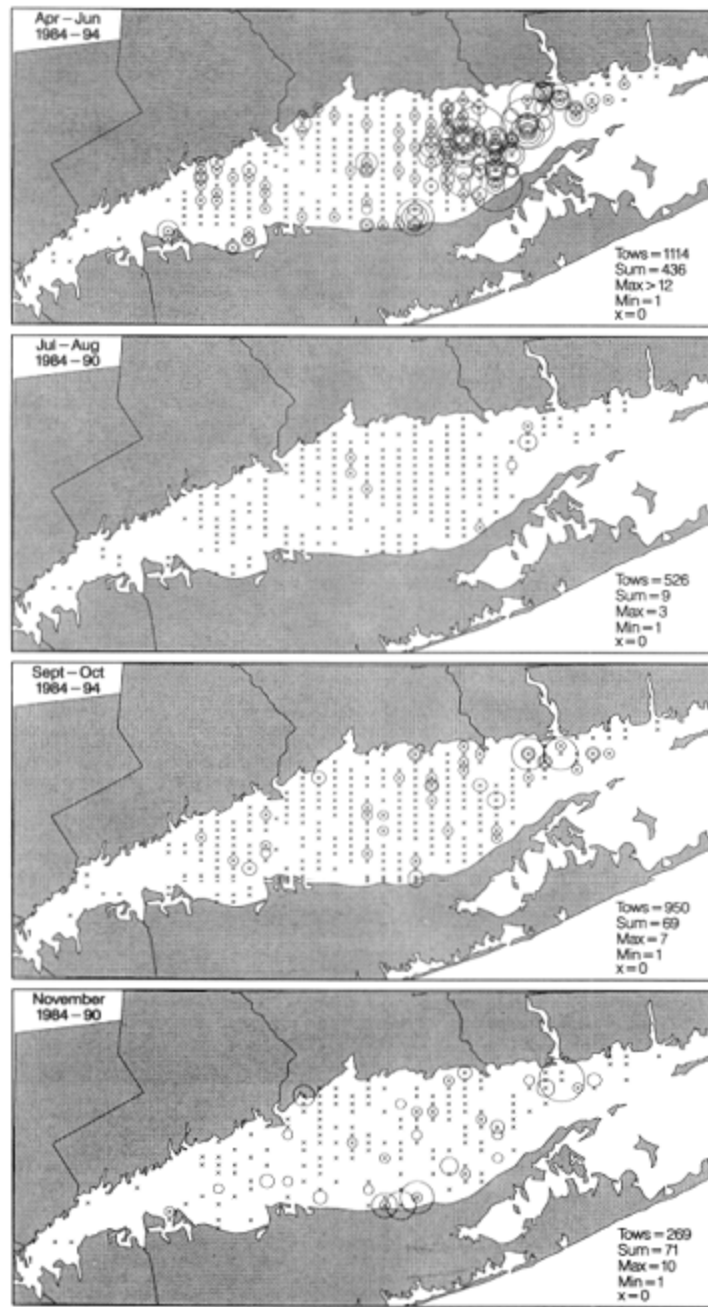 Apr – Jun
1984 – 94
Tows = 1114
Sum = 436
Max > 12
Min = 1
x = 0
Jul – Aug
1984 – 90
Tows = 526
Sum = 9
Max = 3
Min = 1
x = 0
Sept – Oct
1984 – 94
Tows = 950
Sum = 69
Max = 7
Min = 1
x = 0
November
1984 – 90
Tows = 269
Sum = 71
Max = 10
Min = 1
x = 0